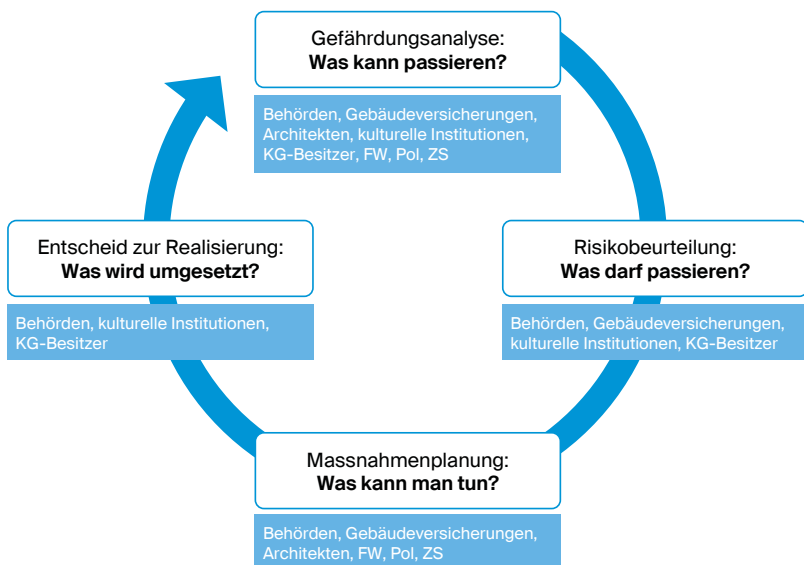 Gefährdungsanalyse:
Was kann passieren?
Behörden, Gebäudeversicherungen,
Architekten, kulturelle Institutionen,
KG-Besitzer, FW, Pol, ZS
Risikobeurteilung:
Was darf passieren?
Behörden, Gebäudeversicherungen,
kulturelle Institutionen, KG-Besitzer
Massnahmenplanung:
Was kann man tun?
Behörden, Gebäudeversicherungen,
Architekten, FW, Pol, ZS
Entscheid zur Realisierung:
Was wird umgesetzt?
Behörden, kulturelle Institutionen,
KG-Besitzer